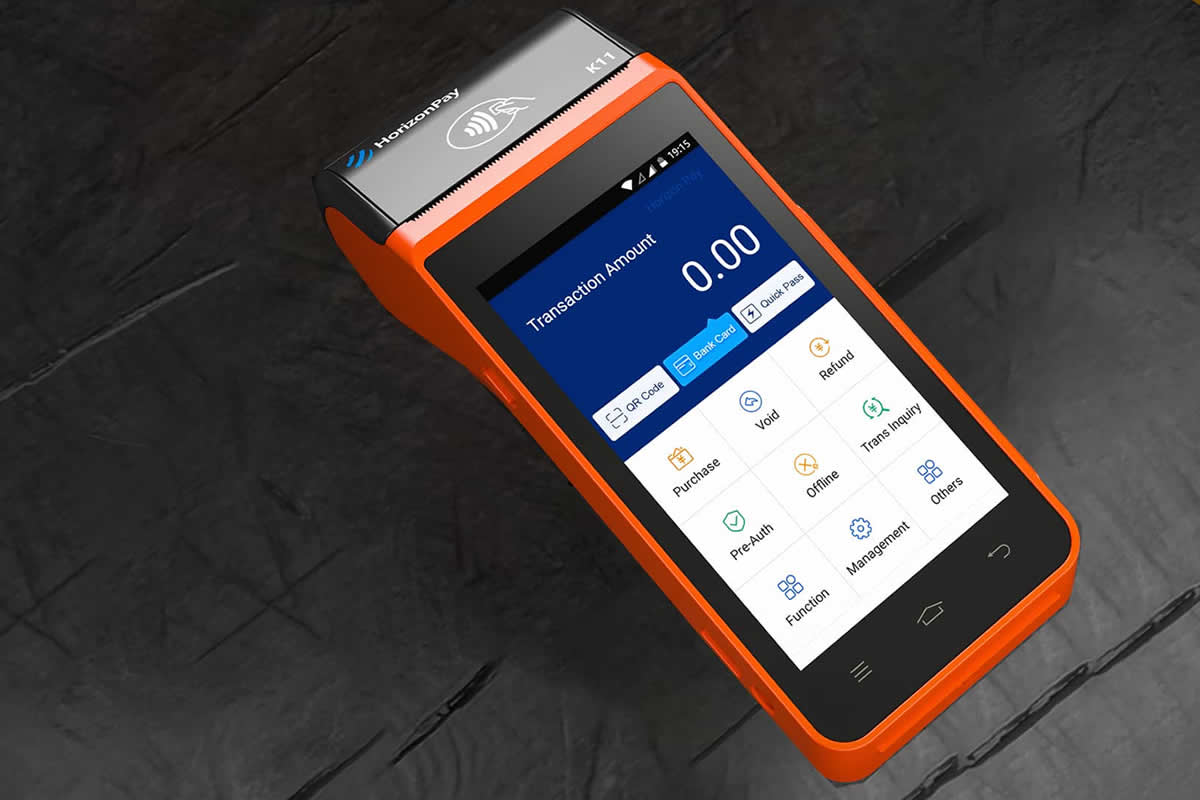 HorizonPay
K11
19:15
HorizonPay
Transaction Amount
0.00
QR Code
Bank Card
Quick Pass
Purchase
Void
Refund
Pre-Auth
Offline
Trans Inquiry
Function
Management
Others